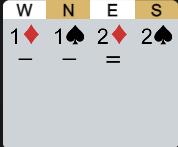 W N E S
1♦ 1♠ 2♦ 2♠
– – =